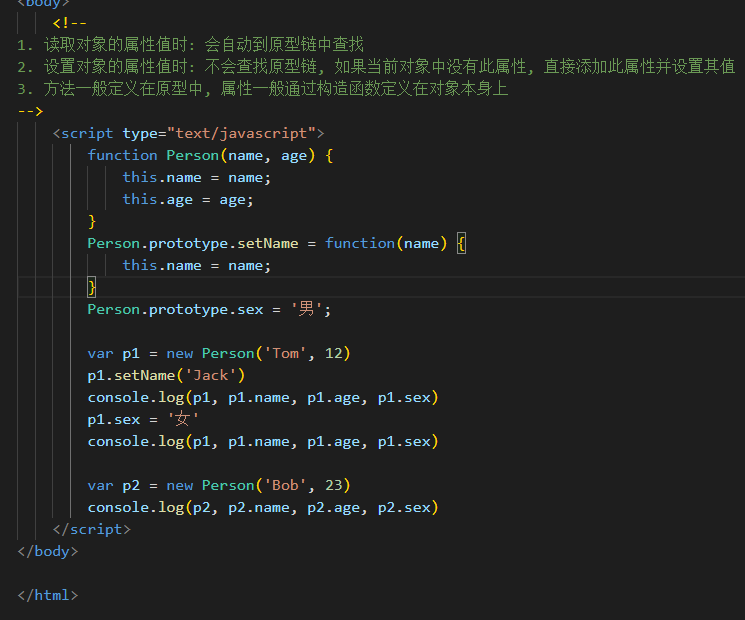 <body>
<!--
1. 读取对象的属性值时: 会自动到原型链中查找
2. 设置对象的属性值时: 不会查找原型链, 如果当前对象中没有此属性, 直接添加此属性并设置其值
3. 方法一般定义在原型中, 属性一般通过构造函数定义在对象本身上
-->
<script type="text/javascript">
function Person(name, age) {
this.name = name;
this.age = age;
}
Person.prototype.setName = function(name) {
this.name = name;
}
Person.prototype.sex = '男';
var p1 = new Person('Tom', 12)
p1.setName('Jack')
console.log(p1, p1.name, p1.age, p1.sex)
p1.sex = '女'
console.log(p1, p1.name, p1.age, p1.sex)
var p2 = new Person('Bob', 23)
console.log(p2, p2.name, p2.age, p2.sex)
</script>
</body>
</html>